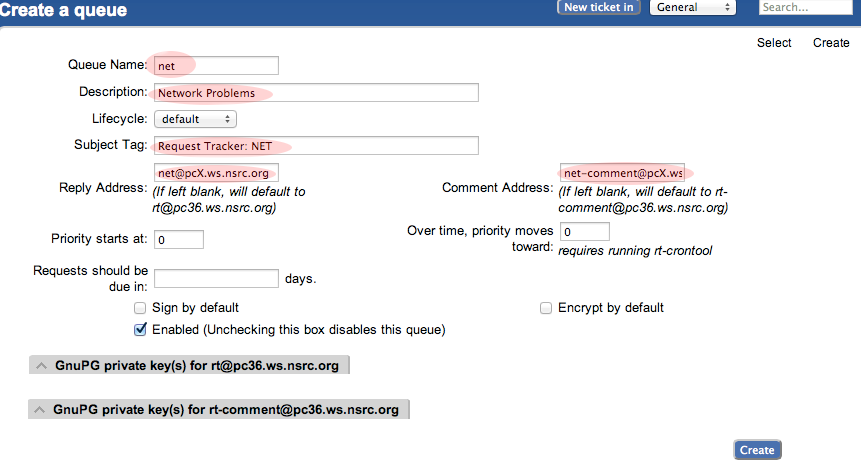 Create a queue
New ticket in
General
Search...
Select
Create
Queue Name:
net
Description:
Network Problems
Lifecycle:
default
Subject Tag:
Request Tracker: NET
Reply Address:
net@pcX.ws.nsrc.org
(If left blank, will default to
rt@pc36.ws.nsrc.org)
Comment Address:
net-comment@pcX.ws
(If left blank, will default to rt-
comment@pc36.ws.nsrc.org)
Priority starts at:
0
Over time, priority moves
toward:
0
requires running rt-crontool
Requests should be
due in:
days.
Sign by default
Encrypt by default
Enabled (Unchecking this box disables this queue)
GnuPG private key(s) for rt@pc36.ws.nsrc.org
GnuPG private key(s) for rt-comment@pc36.ws.nsrc.org
Create